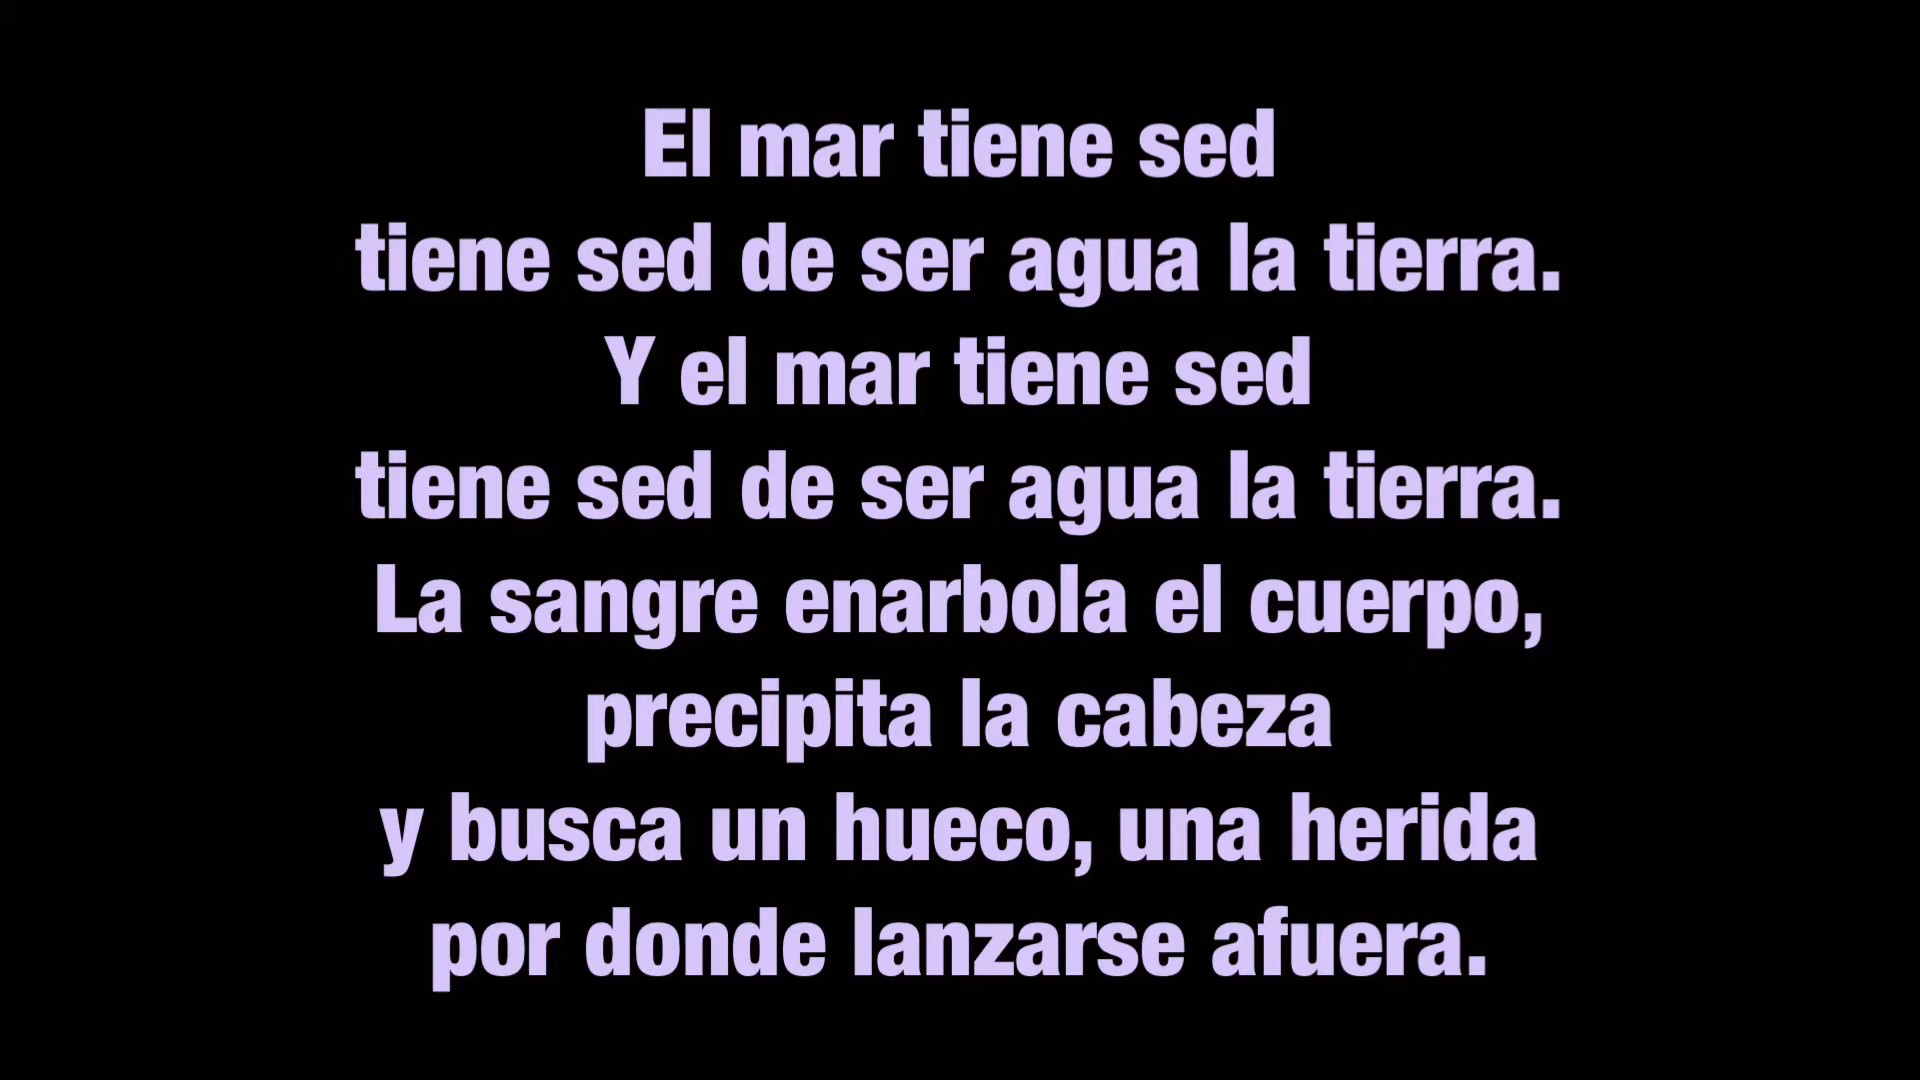 El mar tiene sed
tiene sed de ser agua la tierra.
Y el mar tiene sed
tiene sed de ser agua la tierra.
La sangre enarbola el cuerpo,
precipita la cabeza
y busca un hueco, una herida
por donde lanzarse afuera.